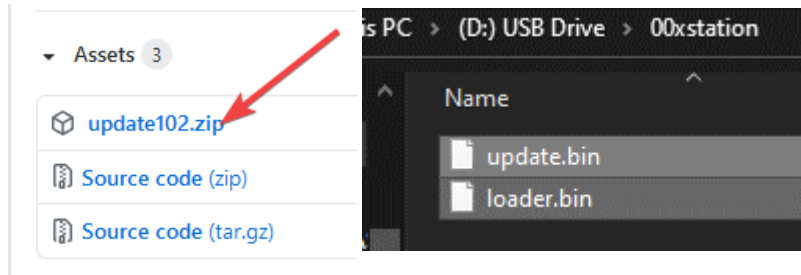 Assets 3
update102.zip
Source code (zip)
Source code (tar.gz)
is PC > (D:) USB Drive > 00xstation
Name
update.bin
loader.bin